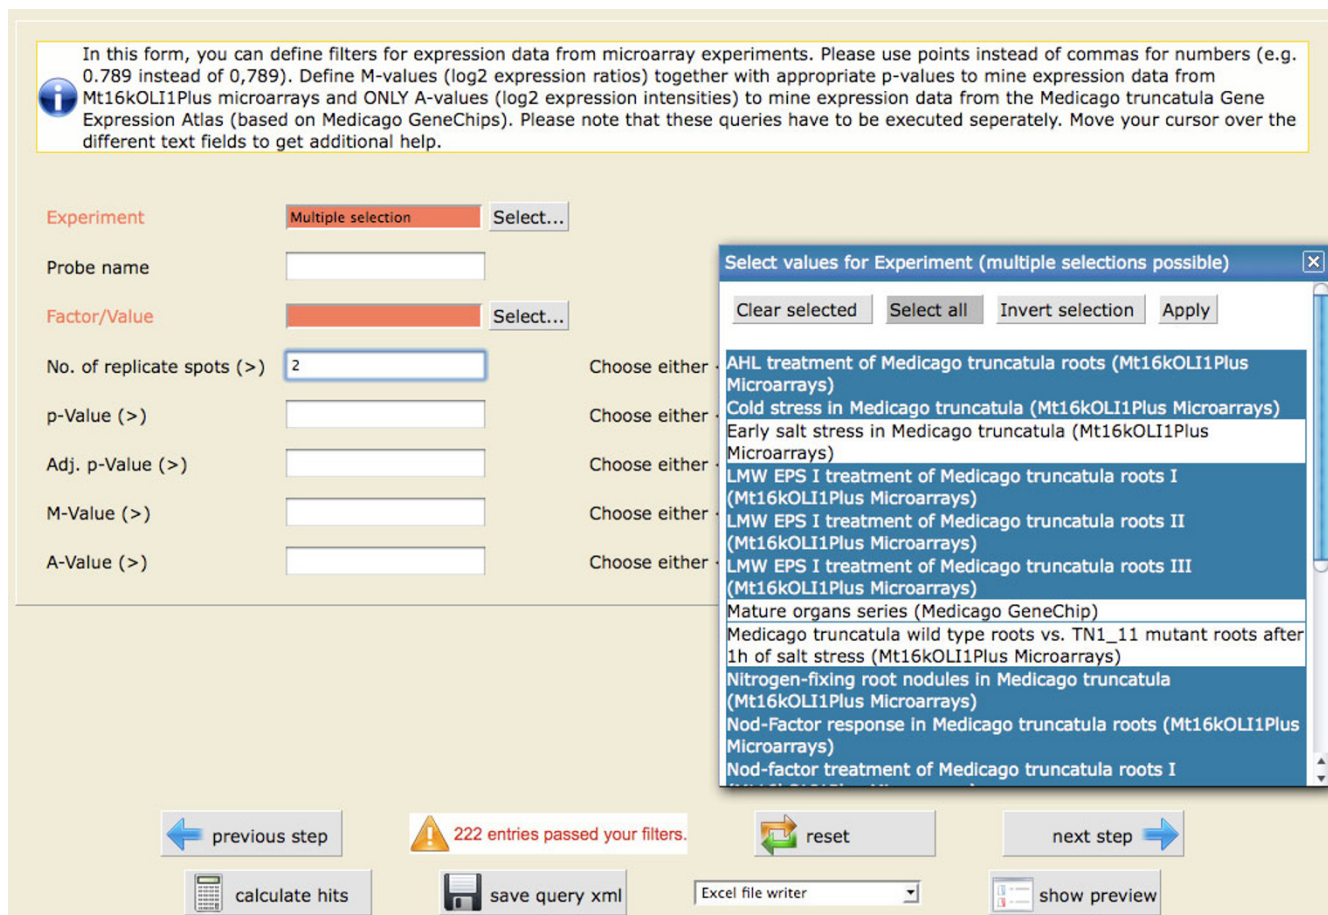 In this form, you can define filters for expression data from microarray experiments. Please use points instead of commas for numbers (e.g.
0.789 instead of 0,789). Define M-values (log2 expression ratios) together with appropriate p-values to mine expression data from
Mt16kOLI1Plus microarrays and ONLY A-values (log2 expression intensities) to mine expression data from the Medicago truncatula Gene
Expression Atlas (based on Medicago GeneChips). Please note that these queries have to be executed seperately. Move your cursor over the
different text fields to get additional help.
Experiment Multiple selection Select...
Probe name
Factor/Value Select...
No. of replicate spots (>) 2 Choose either
p-Value (>) Choose either
Adj. p-Value (>) Choose either
M-Value (>) Choose either
A-Value (>) Choose either
Select values for Experiment (multiple selections possible)
Clear selected Select all Invert selection Apply
AHL treatment of Medicago truncatula roots (Mt16kOLI1Plus
Microarrays)
Cold stress in Medicago truncatula (Mt16kOLI1Plus Microarrays)
Early salt stress in Medicago truncatula (Mt16kOLI1Plus
Microarrays)
LMW EPS I treatment of Medicago truncatula roots I
(Mt16kOLI1Plus Microarrays)
LMW EPS I treatment of Medicago truncatula roots II
(Mt16kOLI1Plus Microarrays)
LMW EPS I treatment of Medicago truncatula roots III
(Mt16kOLI1Plus Microarrays)
Mature organs series (Medicago GeneChip)
Medicago truncatula wild type roots vs. TN1_11 mutant roots after
1h of salt stress (Mt16kOLI1Plus Microarrays)
Nitrogen-fixing root nodules in Medicago truncatula
(Mt16kOLI1Plus Microarrays)
Nod-Factor response in Medicago truncatula roots (Mt16kOLI1Plus
Microarrays)
Nod-factor treatment of Medicago truncatula roots I
previous step 222 entries passed your filters. reset next step
calculate hits save query xml Excel file writer show preview